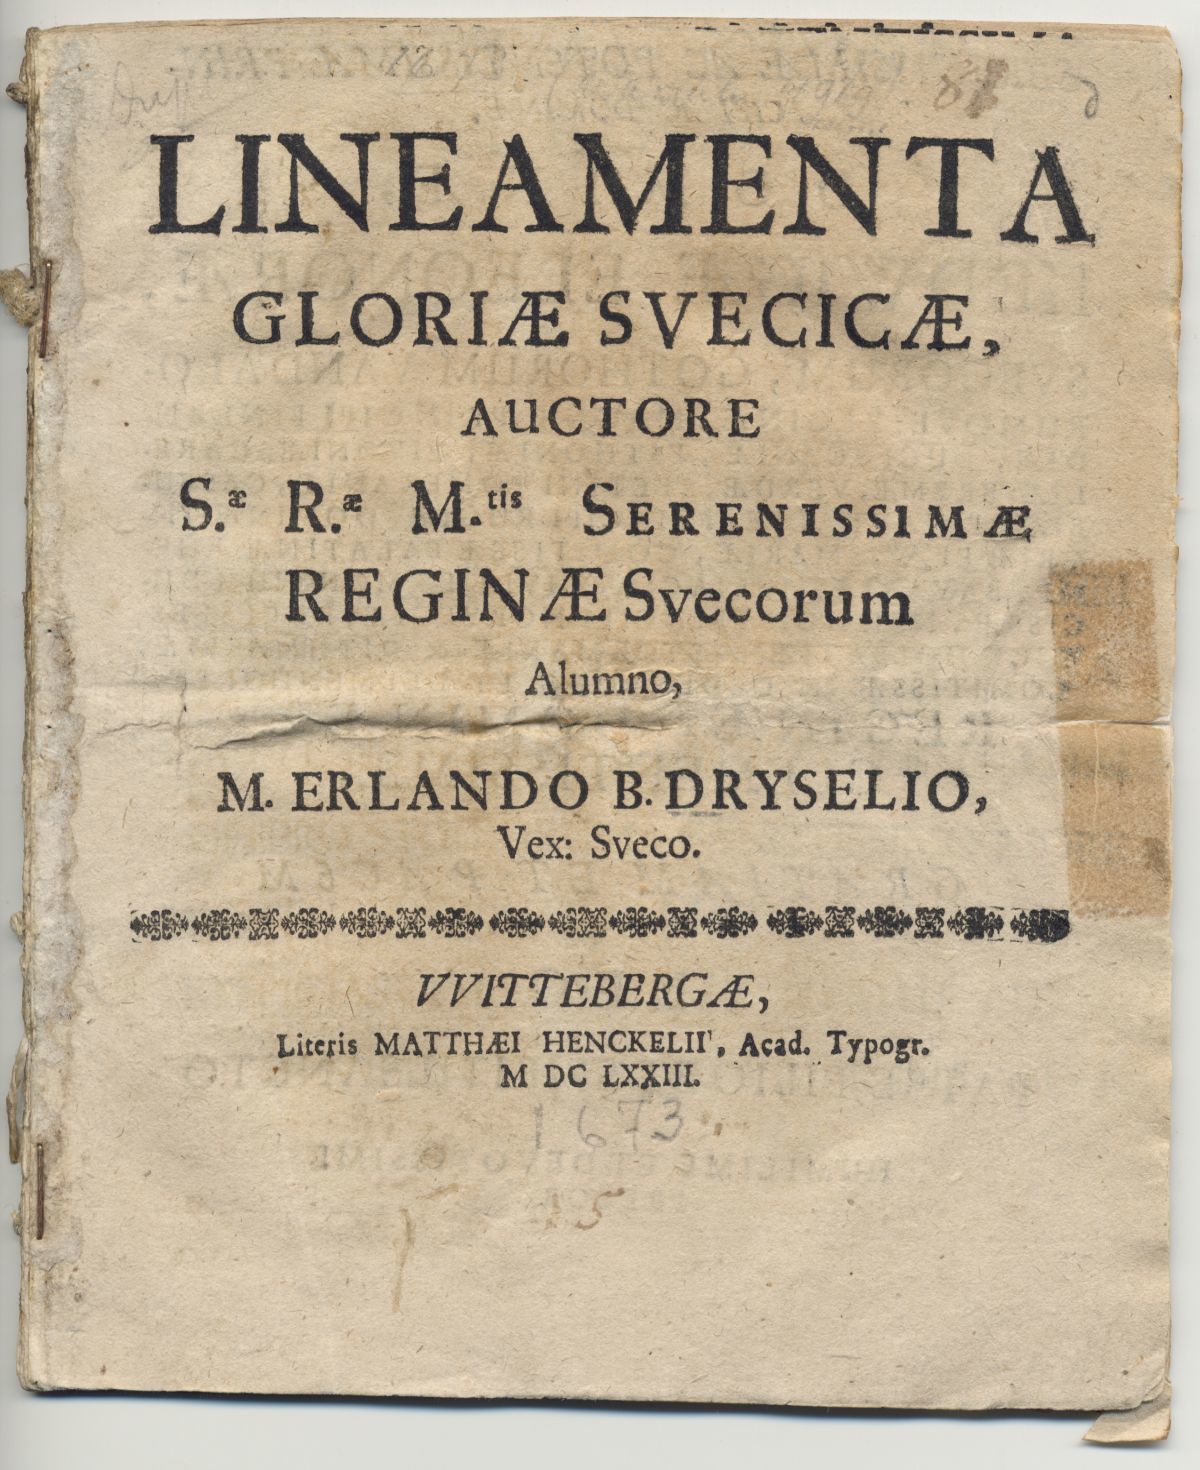 LINEAMENTA
GLORIÆ SVECICÆ,
AUCTORE
S.æ R.æ M.tis SERENISSIMÆ
REGINÆ Svecorum
Alumno,
M. ERLANDO B. DRYSELIO,
Vex: Sveco.
VVITTEBERGÆ,
Literis MATTHÆI HENCKELII, Acad. Typogr.
M DC LXXIII.
1673